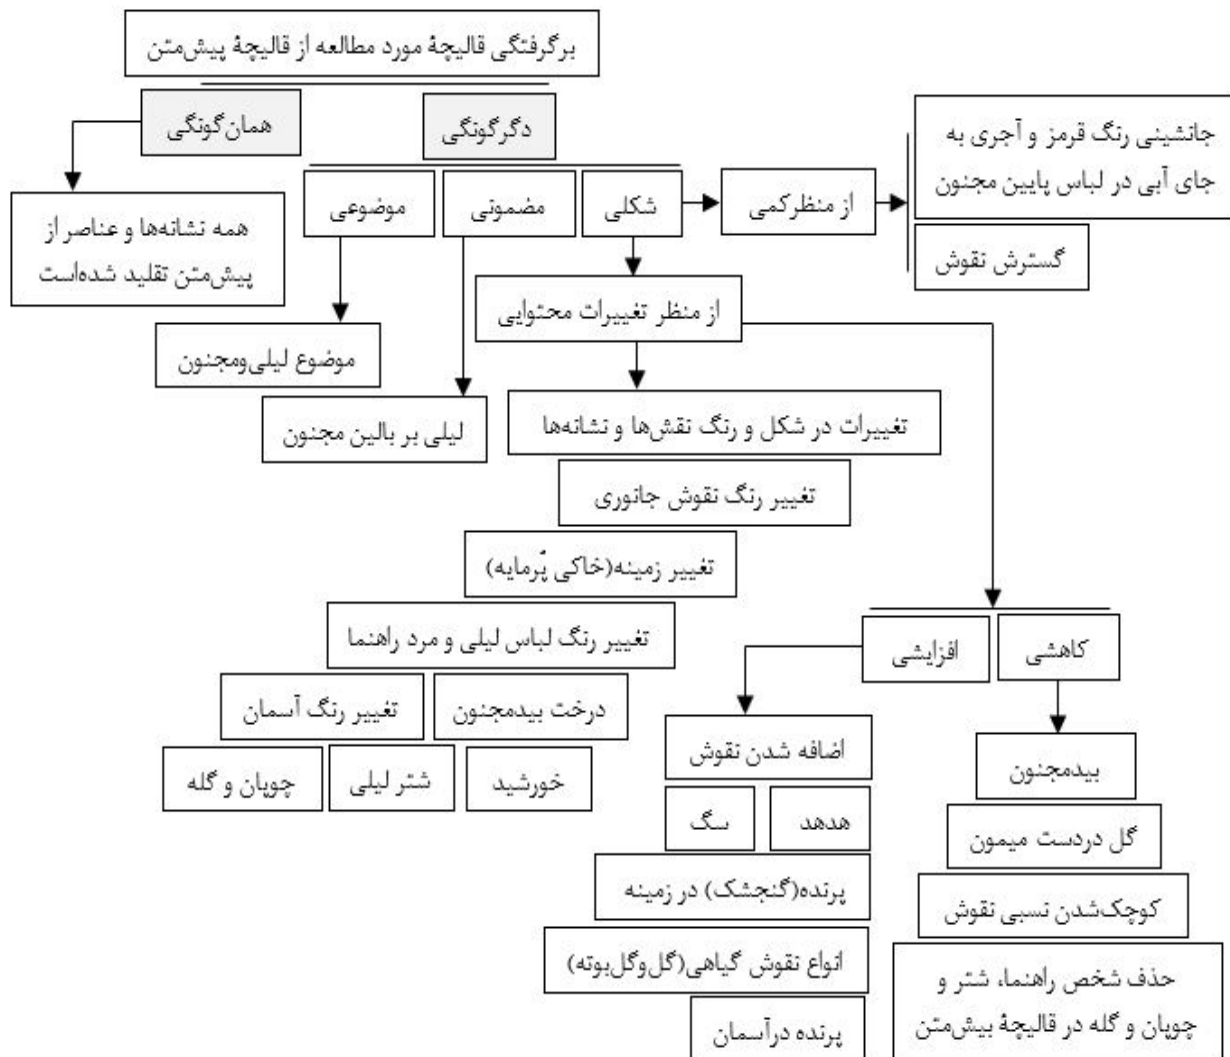 برگرفتگی قالیچهٔ مورد مطالعه از قالیچهٔ پیش‌متن
همان‌گونگی
دگرگونگی
جانشینی رنگ قرمز و آجری به
جای آبی در لباس پایین مجنون
گسترش نقوش
از منظرکمی
شکلی
مضمونی
موضوعی
همه نشانه‌ها و عناصر از
پیش‌متن تقلید شده‌است
از منظر تغییرات محتوایی
موضوع لیلی‌ومجنون
لیلی بر بالین مجنون
تغییرات در شکل و رنگ نقش‌ها و نشانه‌ها
تغییر رنگ نقوش جانوری
تغییر زمینه(خاکی پُرمایه)
تغییر رنگ لباس لیلی و مرد راهنما
درخت بیدمجنون
تغییر رنگ آسمان
خورشید
شتر لیلی
چوپان و گله
کاهشی
افزایشی
اضافه شدن نقوش
هدهد
سگ
پرنده(گنجشک) در زمینه
انواع نقوش گیاهی(گل‌وگل‌بوته)
پرنده درآسمان
بیدمجنون
گل دردست میمون
کوچک‌شدن نسبی نقوش
حذف شخص راهنما، شتر و
چوپان و گله در قالیچهٔ بیش‌متن